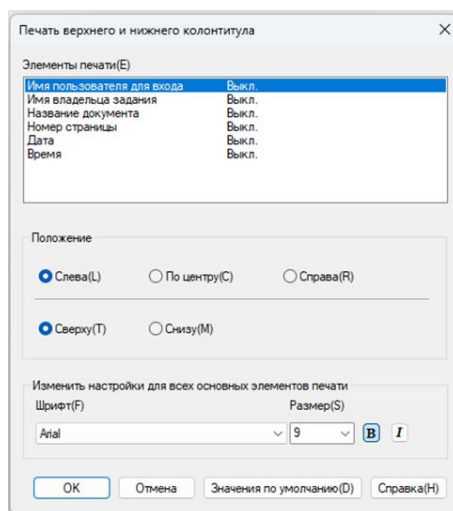 Печать верхнего и нижнего колонтитула
Элементы печати(E)
Имя пользователя для входа Выкл.
Имя владельца задания Выкл.
Название документа Выкл.
Номер страницы Выкл.
Дата Выкл.
Время Выкл.
Положение
Слева(L) По центру(C) Справа(R)
Сверху(T) Снизу(M)
Изменить настройки для всех основных элементов печати
Шрифт(F) Размер(S)
Arial 9 B I
OK Отмена Значения по умолчанию(D) Справка(H)